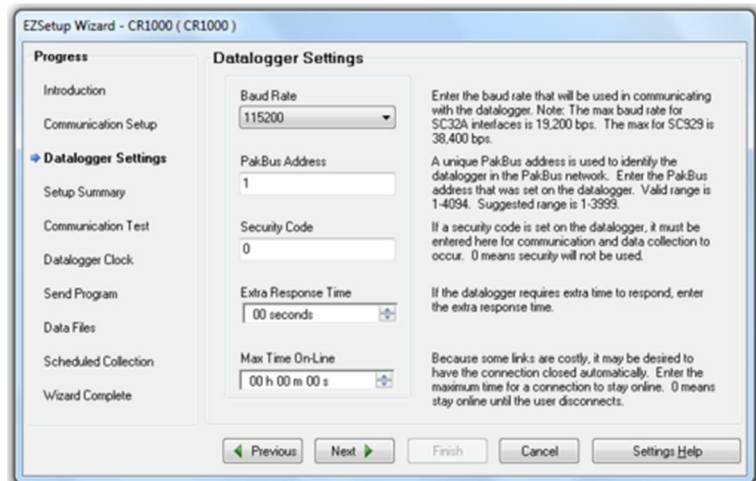 EZSetup Wizard - CR1000 ( CR1000 )
Progress
Introduction
Communication Setup
Datalogger Settings
Setup Summary
Communication Test
Datalogger Clock
Send Program
Data Files
Scheduled Collection
Wizard Complete
Datalogger Settings
Baud Rate
115200
Enter the baud rate that will be used in communicating
with the datalogger. Note: The max baud rate for
SC32A interfaces is 19,200 bps. The max for SC929 is
38,400 bps.
PakBus Address
1
A unique PakBus address is used to identify the
datalogger in the PakBus network. Enter the PakBus
address that was set on the datalogger. Valid range is
1-4094. Suggested range is 1-3999.
Security Code
0
If a security code is set on the datalogger, it must be
entered here for communication and data collection to
occur. 0 means security will not be used.
Extra Response Time
00 seconds
If the datalogger requires extra time to respond, enter
the extra response time.
Max Time On-Line
00 h 00 m 00 s
Because some links are costly, it may be desired to
have the connection closed automatically. Enter the
maximum time for a connection to stay online. 0 means
stay online until the user disconnects.
Previous
Next
Finish
Cancel
Settings Help